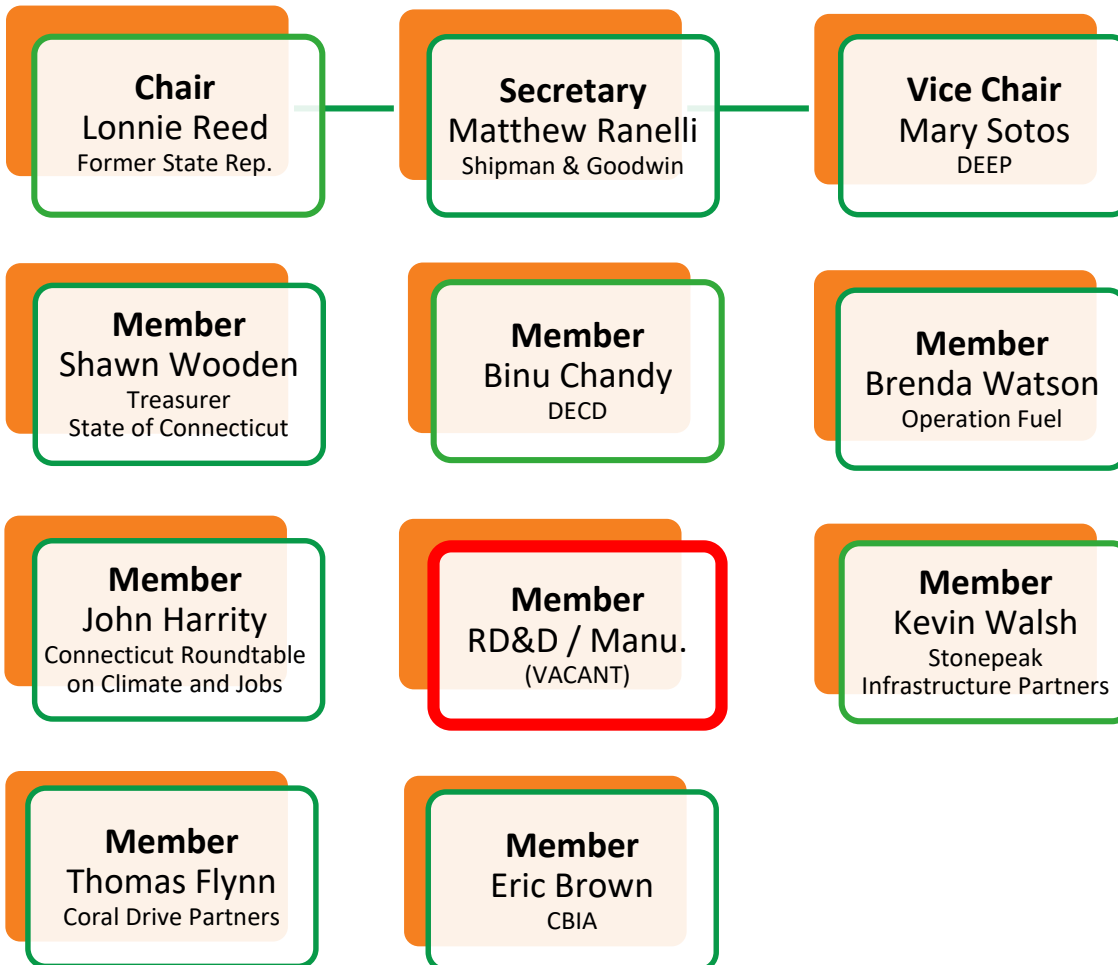 Chair
Lonnie Reed
Former State Rep.
Secretary
Matthew Ranelli
Shipman & Goodwin
Vice Chair
Mary Sotos
DEEP
Member
Shawn Wooden
Treasurer
State of Connecticut
Member
Binu Chandy
DECD
Member
Brenda Watson
Operation Fuel
Member
John Harrity
Connecticut Roundtable
on Climate and Jobs
Member
RD&D / Manu.
(VACANT)
Member
Kevin Walsh
Stonepeak
Infrastructure Partners
Member
Thomas Flynn
Coral Drive Partners
Member
Eric Brown
CBIA